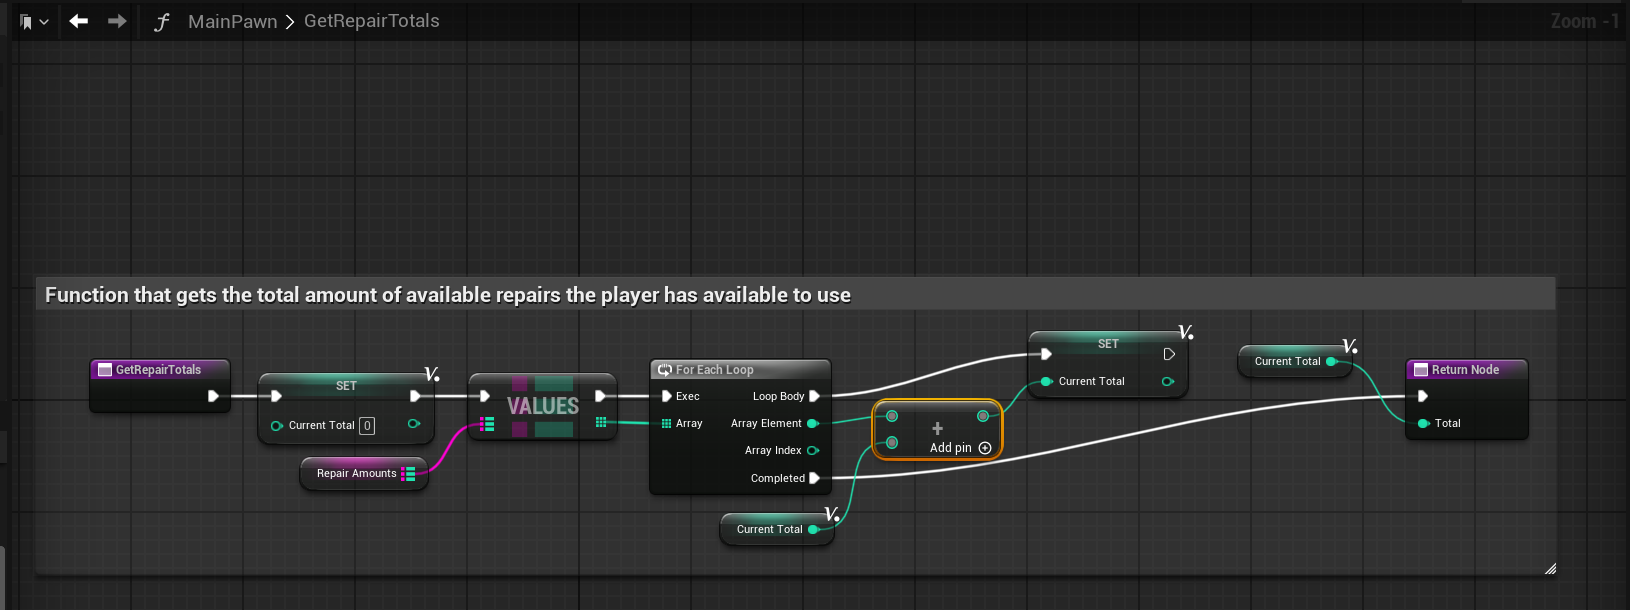 MainPawn > GetRepairTotals
Zoom -1
Function that gets the total amount of available repairs the player has available to use
GetRepairTotals
SET
V.
Current Total 0
Repair Amounts
VALUES
For Each Loop
Exec
Loop Body
Array
Array Element
Array Index
Completed
Current Total
V.
+
Add pin
SET
V.
Current Total
Current Total
V.
Return Node
Total